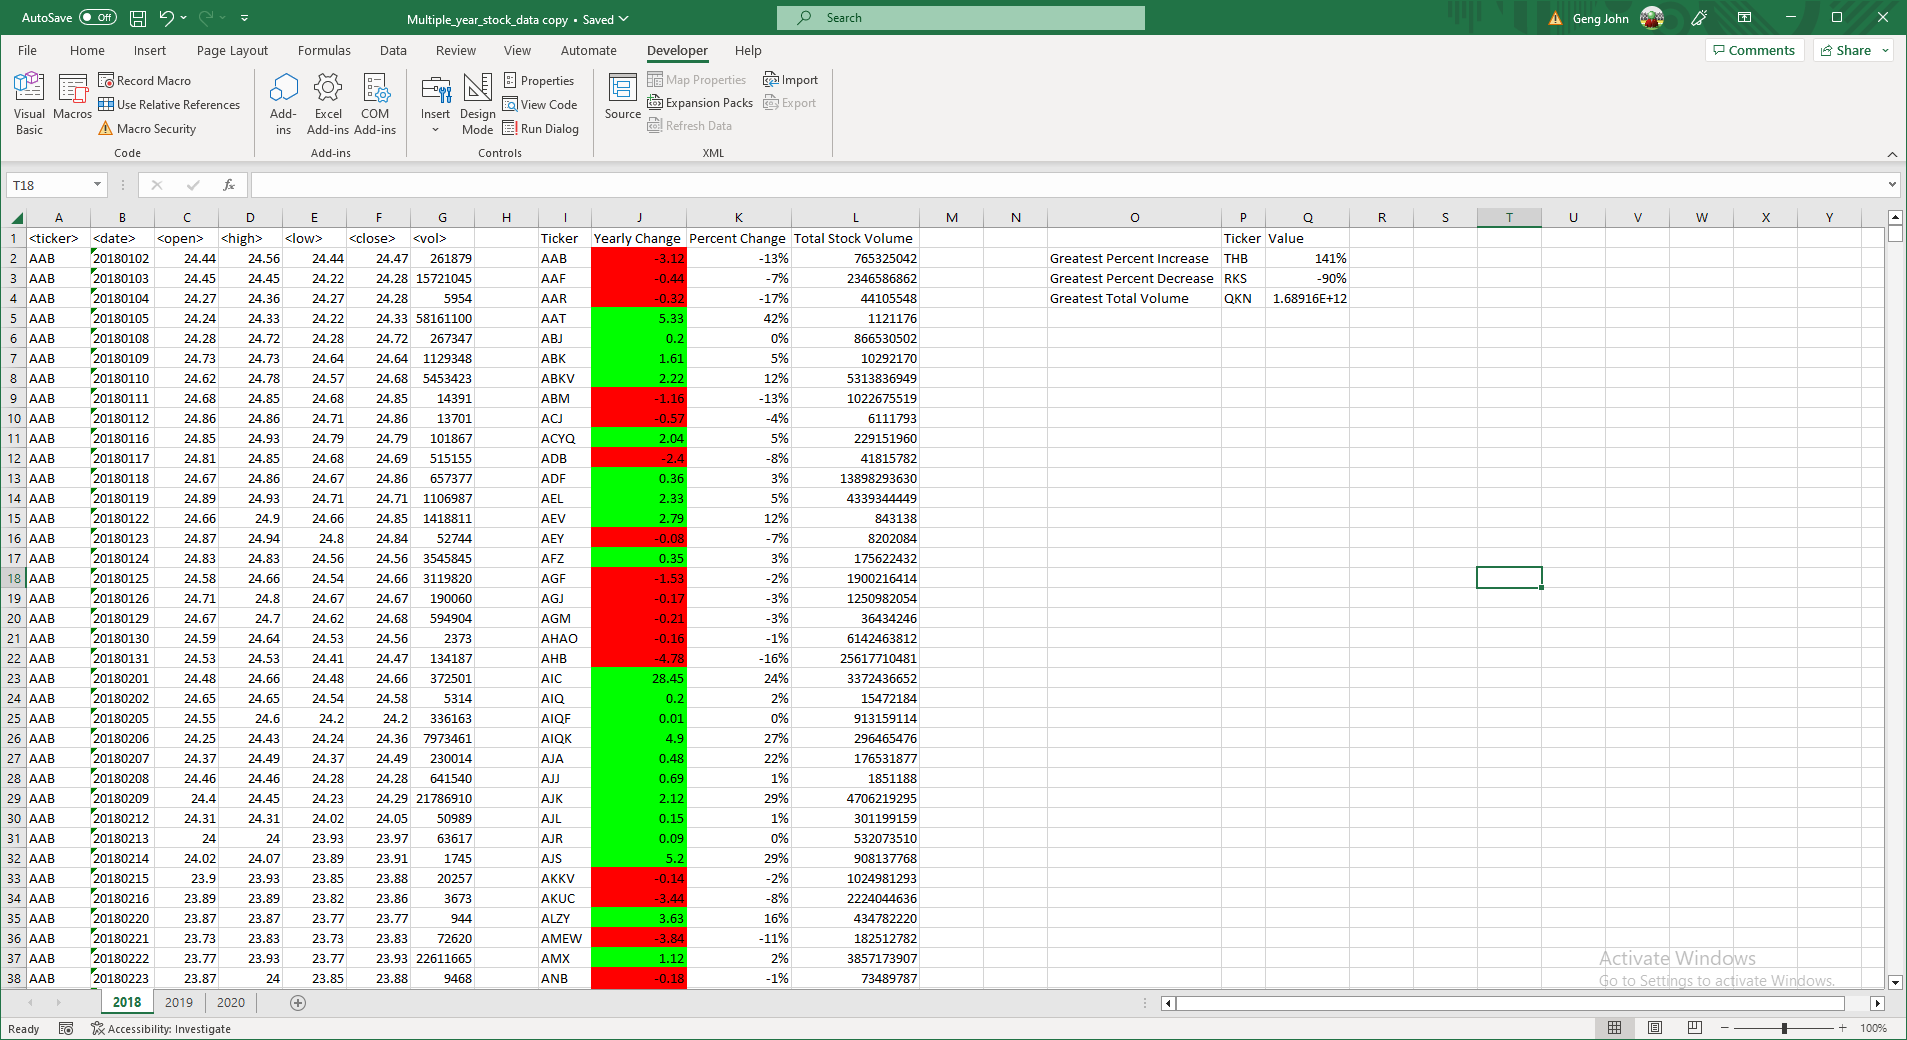 AutoSave Off Multiple_year_stock_data copy • Saved Search Geng John
File Home Insert Page Layout Formulas Data Review View Automate Developer Help Comments Share
Visual Basic Macros Record Macro Use Relative References Macro Security Code
Add-ins Excel Add-ins COM Add-ins Add-ins
Insert Design Mode Properties View Code Run Dialog Controls
Source Map Properties Expansion Packs Refresh Data Import Export XML
T18 fx
A B C D E F G H I J K L M N O P Q R S T U V W X Y
1 <ticker> <date> <open> <high> <low> <close> <vol> Ticker Yearly Change Percent Change Total Stock Volume Ticker Value
2 AAB 20180102 24.44 24.56 24.44 24.47 261879 AAB -3.12 -13% 765325042 Greatest Percent Increase THB 141%
3 AAB 20180103 24.45 24.45 24.22 24.28 15721045 AAF -0.44 -7% 2346586862 Greatest Percent Decrease RKS -90%
4 AAB 20180104 24.27 24.36 24.27 24.28 5954 AAR -0.32 -17% 44105548 Greatest Total Volume QKN 1.68916E+12
5 AAB 20180105 24.24 24.33 24.22 24.33 58161100 AAT 5.33 42% 1121176
6 AAB 20180108 24.28 24.72 24.28 24.72 267347 ABJ 0.2 0% 866530502
7 AAB 20180109 24.73 24.73 24.64 24.64 1129348 ABK 1.61 5% 10292170
8 AAB 20180110 24.62 24.78 24.57 24.68 5453423 ABKV 2.22 12% 5313836949
9 AAB 20180111 24.68 24.85 24.68 24.85 14391 ABM -1.16 -13% 1022675519
10 AAB 20180112 24.86 24.86 24.71 24.86 13701 ACJ -0.57 -4% 6111793
11 AAB 20180116 24.85 24.93 24.79 24.79 101867 ACYQ 2.04 5% 229151960
12 AAB 20180117 24.81 24.85 24.68 24.69 515155 ADB -2.4 -8% 41815782
13 AAB 20180118 24.67 24.86 24.67 24.86 657377 ADF 0.36 3% 13898293630
14 AAB 20180119 24.89 24.93 24.71 24.71 1106987 AEL 2.33 5% 4339344449
15 AAB 20180122 24.66 24.9 24.66 24.85 1418811 AEV 2.79 12% 843138
16 AAB 20180123 24.87 24.94 24.8 24.84 52744 AEY -0.08 -7% 8202084
17 AAB 20180124 24.83 24.83 24.56 24.56 3545845 AFZ 0.35 3% 175622432
18 AAB 20180125 24.58 24.66 24.54 24.66 3119820 AGF -1.53 -2% 1900216414
19 AAB 20180126 24.71 24.8 24.67 24.67 190060 AGJ -0.17 -3% 1250982054
20 AAB 20180129 24.67 24.7 24.62 24.68 594904 AGM -0.21 -3% 36434246
21 AAB 20180130 24.59 24.64 24.53 24.56 2373 AHAO -0.16 -1% 6142463812
22 AAB 20180131 24.53 24.53 24.41 24.47 134187 AHB -4.78 -16% 25617710481
23 AAB 20180201 24.48 24.66 24.48 24.66 372501 AIC 28.45 24% 3372436652
24 AAB 20180202 24.65 24.65 24.54 24.58 5314 AIQ 0.2 2% 15472184
25 AAB 20180205 24.55 24.6 24.2 24.2 336163 AIQF 0.01 0% 913159114
26 AAB 20180206 24.25 24.43 24.24 24.36 7973461 AIQK 4.9 27% 296465476
27 AAB 20180207 24.37 24.49 24.37 24.49 230014 AJA 0.48 22% 176531877
28 AAB 20180208 24.46 24.46 24.28 24.28 641540 AJJ 0.69 1% 1851188
29 AAB 20180209 24.4 24.45 24.23 24.29 21786910 AJK 2.12 29% 4706219295
30 AAB 20180212 24.31 24.31 24.02 24.05 50989 AJL 0.15 1% 301199159
31 AAB 20180213 24 24 23.93 23.97 63617 AJR 0.09 0% 532073510
32 AAB 20180214 24.02 24.07 23.89 23.91 1745 AJS 5.2 29% 908137768
33 AAB 20180215 23.9 23.93 23.85 23.88 20257 AKKV -0.14 -2% 1024981293
34 AAB 20180216 23.89 23.89 23.82 23.86 3673 AKUC -3.44 -8% 2224044636
35 AAB 20180220 23.87 23.87 23.77 23.77 944 ALZY 3.63 16% 434782220
36 AAB 20180221 23.73 23.83 23.73 23.83 72620 AMEW -3.84 -11% 182512782
37 AAB 20180222 23.77 23.93 23.77 23.93 22611665 AMX 1.12 2% 3857173907
38 AAB 20180223 23.87 24 23.85 23.88 9468 ANB -0.18 -1% 73489787
Activate Windows
Go to Settings to activate Windows.
2018 2019 2020
Ready Accessibility: Investigate 100%